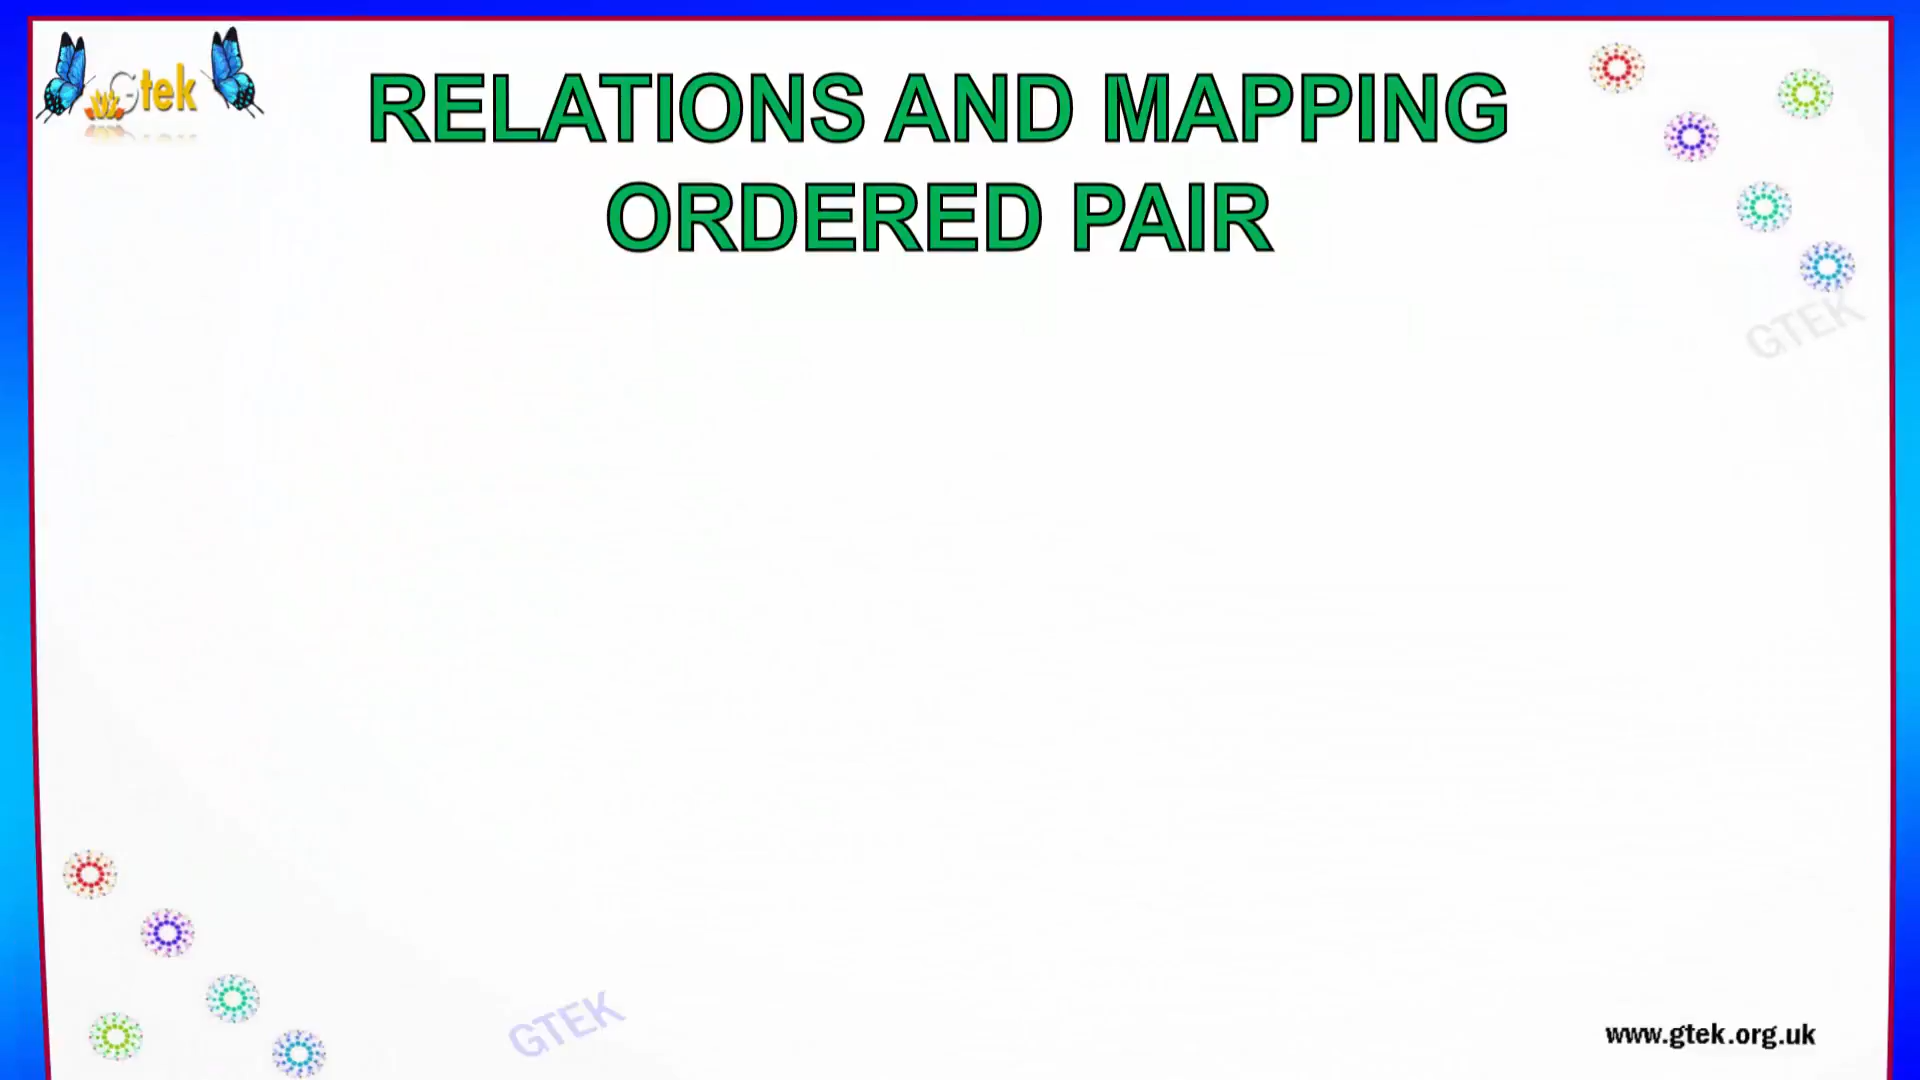 Gtek
RELATIONS AND MAPPING
ORDERED PAIR
GTEK
GTEK
www.gtek.org.uk